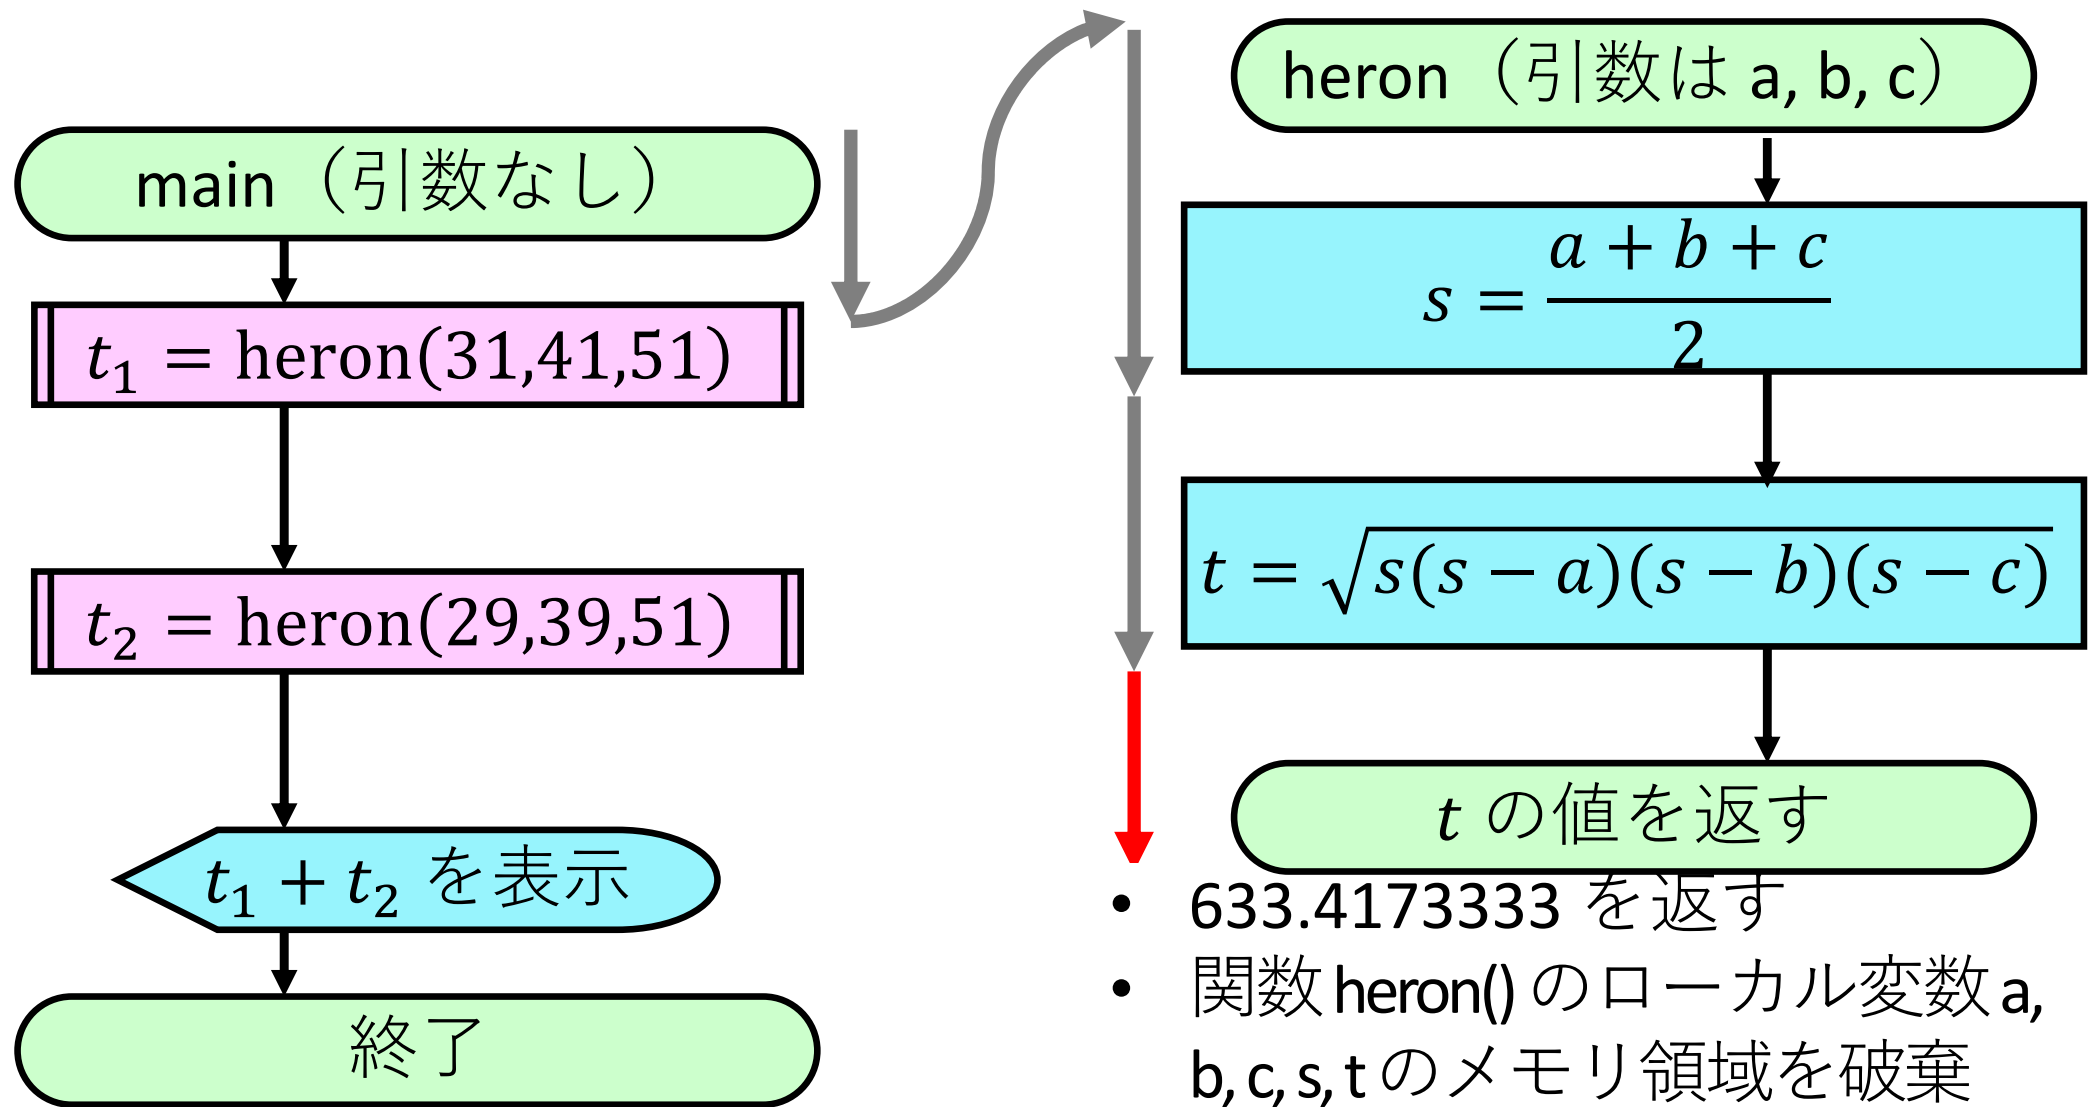 main（引数なし）
t₁ = heron(31,41,51)
t₂ = heron(29,39,51)
t₁ + t₂ を表示
終了
heron（引数は a, b, c）
s = \frac{a + b + c}{2}
t = \sqrt{s(s − a)(s − b)(s − c)}
t の値を返す
• 633.4173333 を返す
• 関数 heron() のローカル変数 a,
b, c, s, t のメモリ領域を破棄